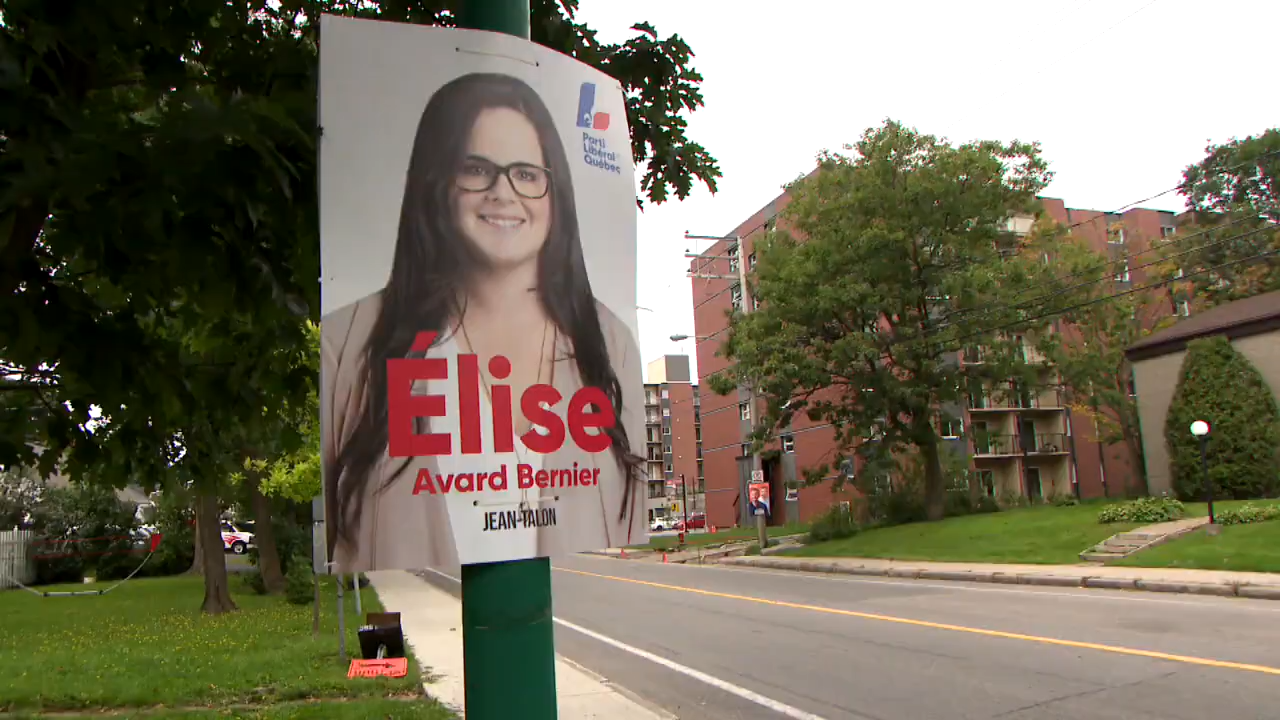 Parti
Libéral
Québec
Élise
Avard Bernier
JEAN-TALON